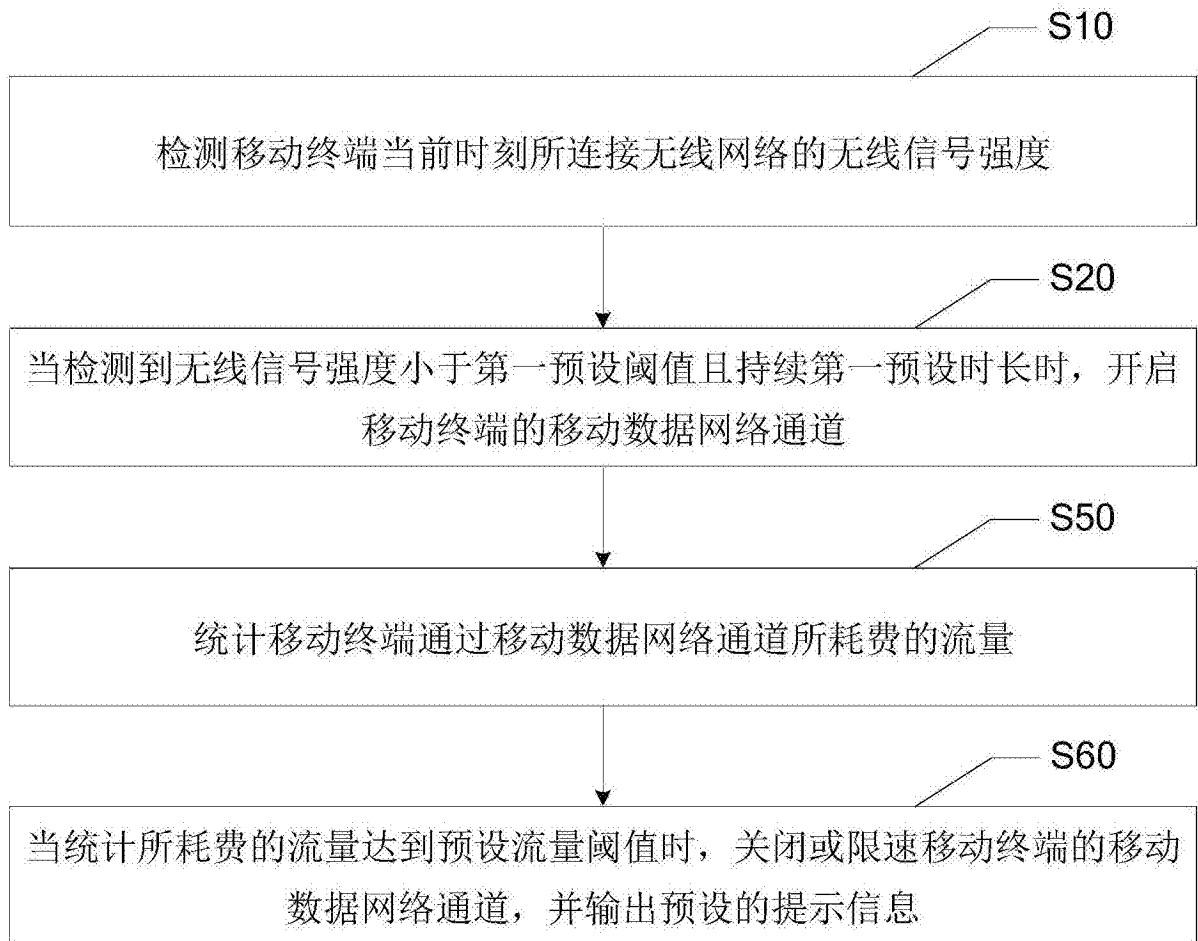 S10
检测移动终端当前时刻所连接无线网络的无线信号强度
S20
当检测到无线信号强度小于第一预设阈值且持续第一预设时长时，开启
移动终端的移动数据网络通道
S50
统计移动终端通过移动数据网络通道所耗费的流量
S60
当统计所耗费的流量达到预设流量阈值时，关闭或限速移动终端的移动
数据网络通道，并输出预设的提示信息